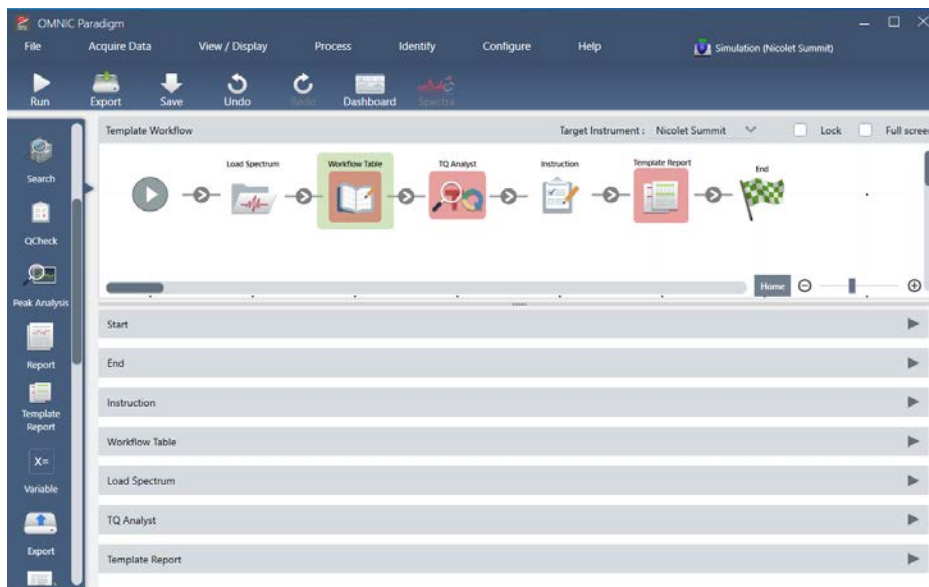 OMNIC Paradigm
File Acquire Data View / Display Process Identify Configure Help Simulation (Nicolet Summit)
Run Export Save Undo Redo Dashboard Spectra
Template Workflow Target Instrument : Nicolet Summit Lock Full scree
Load Spectrum Workflow Table TQ Analyst Instruction Template Report End
Home
Search
QCheck
Peak Analysis
Report
Template
Report
X=
Variable
Export
Start
End
Instruction
Workflow Table
Load Spectrum
TQ Analyst
Template Report